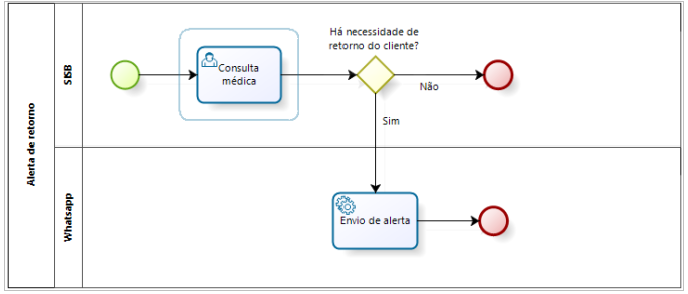 Alerta de retorno
SISB
Consulta
médica
Há necessidade de
retorno do cliente?
Não
Sim
Whatsapp
Envio de alerta